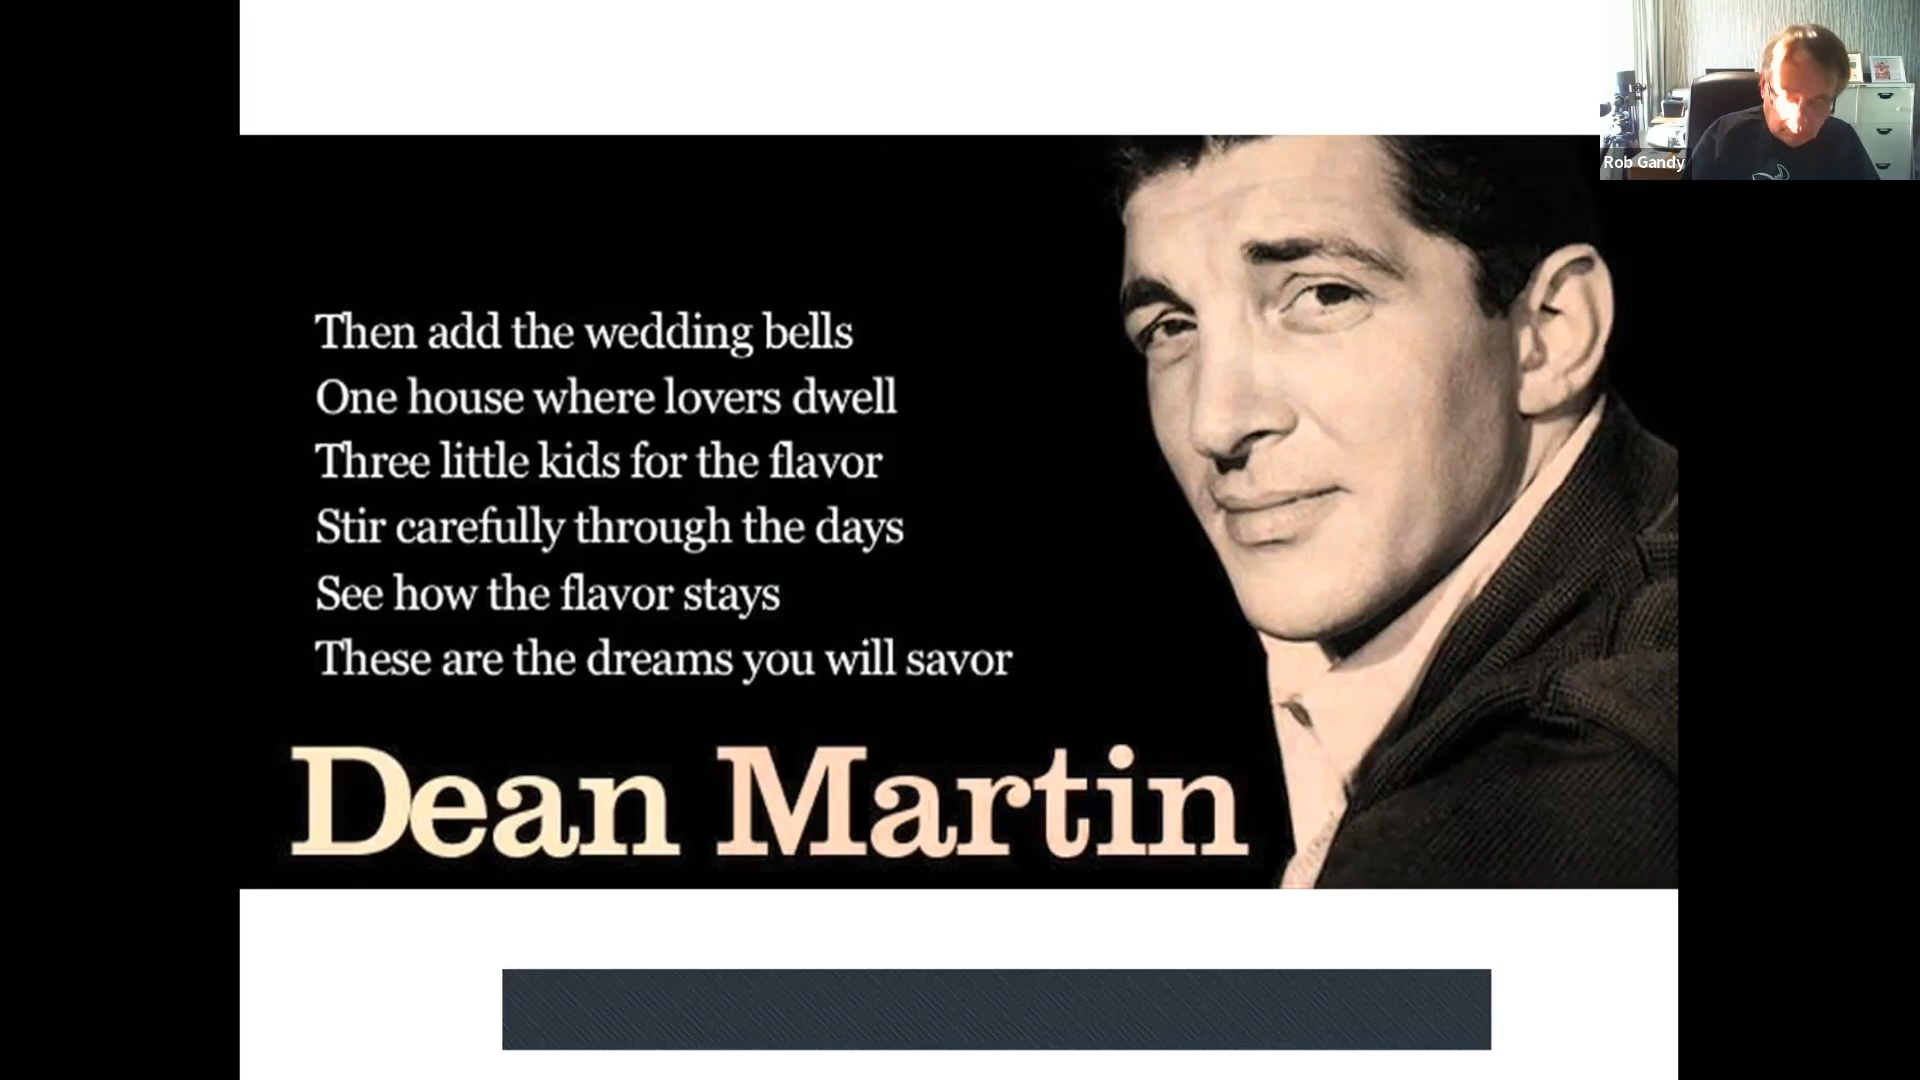 Rob Gandy
Then add the wedding bells
One house where lovers dwell
Three little kids for the flavor
Stir carefully through the days
See how the flavor stays
These are the dreams you will savor
Dean Martin